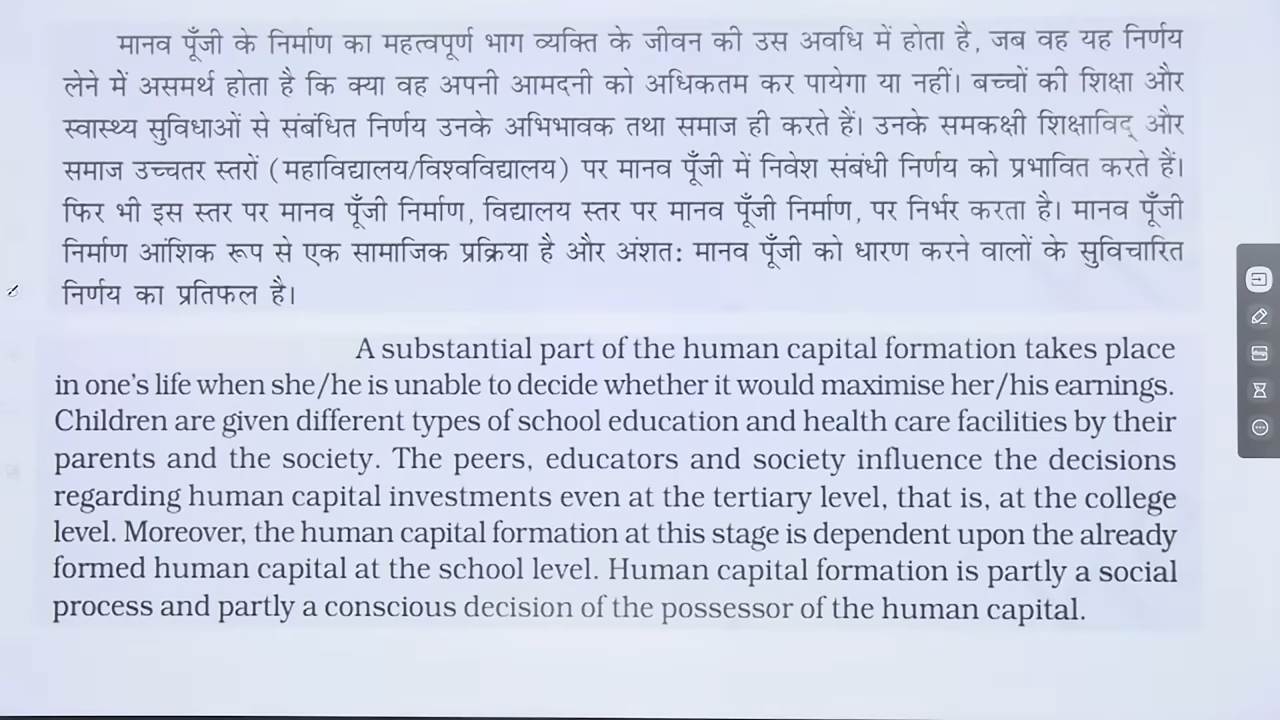 मानव पूँजी के निर्माण का महत्वपूर्ण भाग व्यक्ति के जीवन की उस अवधि में होता है, जब वह यह निर्णय
लेने में असमर्थ होता है कि क्या वह अपनी आमदनी को अधिकतम कर पायेगा या नहीं। बच्चों की शिक्षा और
स्वास्थ्य सुविधाओं से संबंधित निर्णय उनके अभिभावक तथा समाज ही करते हैं। उनके समकक्षी शिक्षाविद् और
समाज उच्चतर स्तरों (महाविद्यालय/विश्वविद्यालय) पर मानव पूँजी में निवेश संबंधी निर्णय को प्रभावित करते हैं।
फिर भी इस स्तर पर मानव पूँजी निर्माण, विद्यालय स्तर पर मानव पूँजी निर्माण, पर निर्भर करता है। मानव पूँजी
निर्माण आंशिक रूप से एक सामाजिक प्रक्रिया है और अंशत: मानव पूँजी को धारण करने वालों के सुविचारित
निर्णय का प्रतिफल है।
A substantial part of the human capital formation takes place
in one's life when she/he is unable to decide whether it would maximise her/his earnings.
Children are given different types of school education and health care facilities by their
parents and the society. The peers, educators and society influence the decisions
regarding human capital investments even at the tertiary level, that is, at the college
level. Moreover, the human capital formation at this stage is dependent upon the already
formed human capital at the school level. Human capital formation is partly a social
process and partly a conscious decision of the possessor of the human capital.